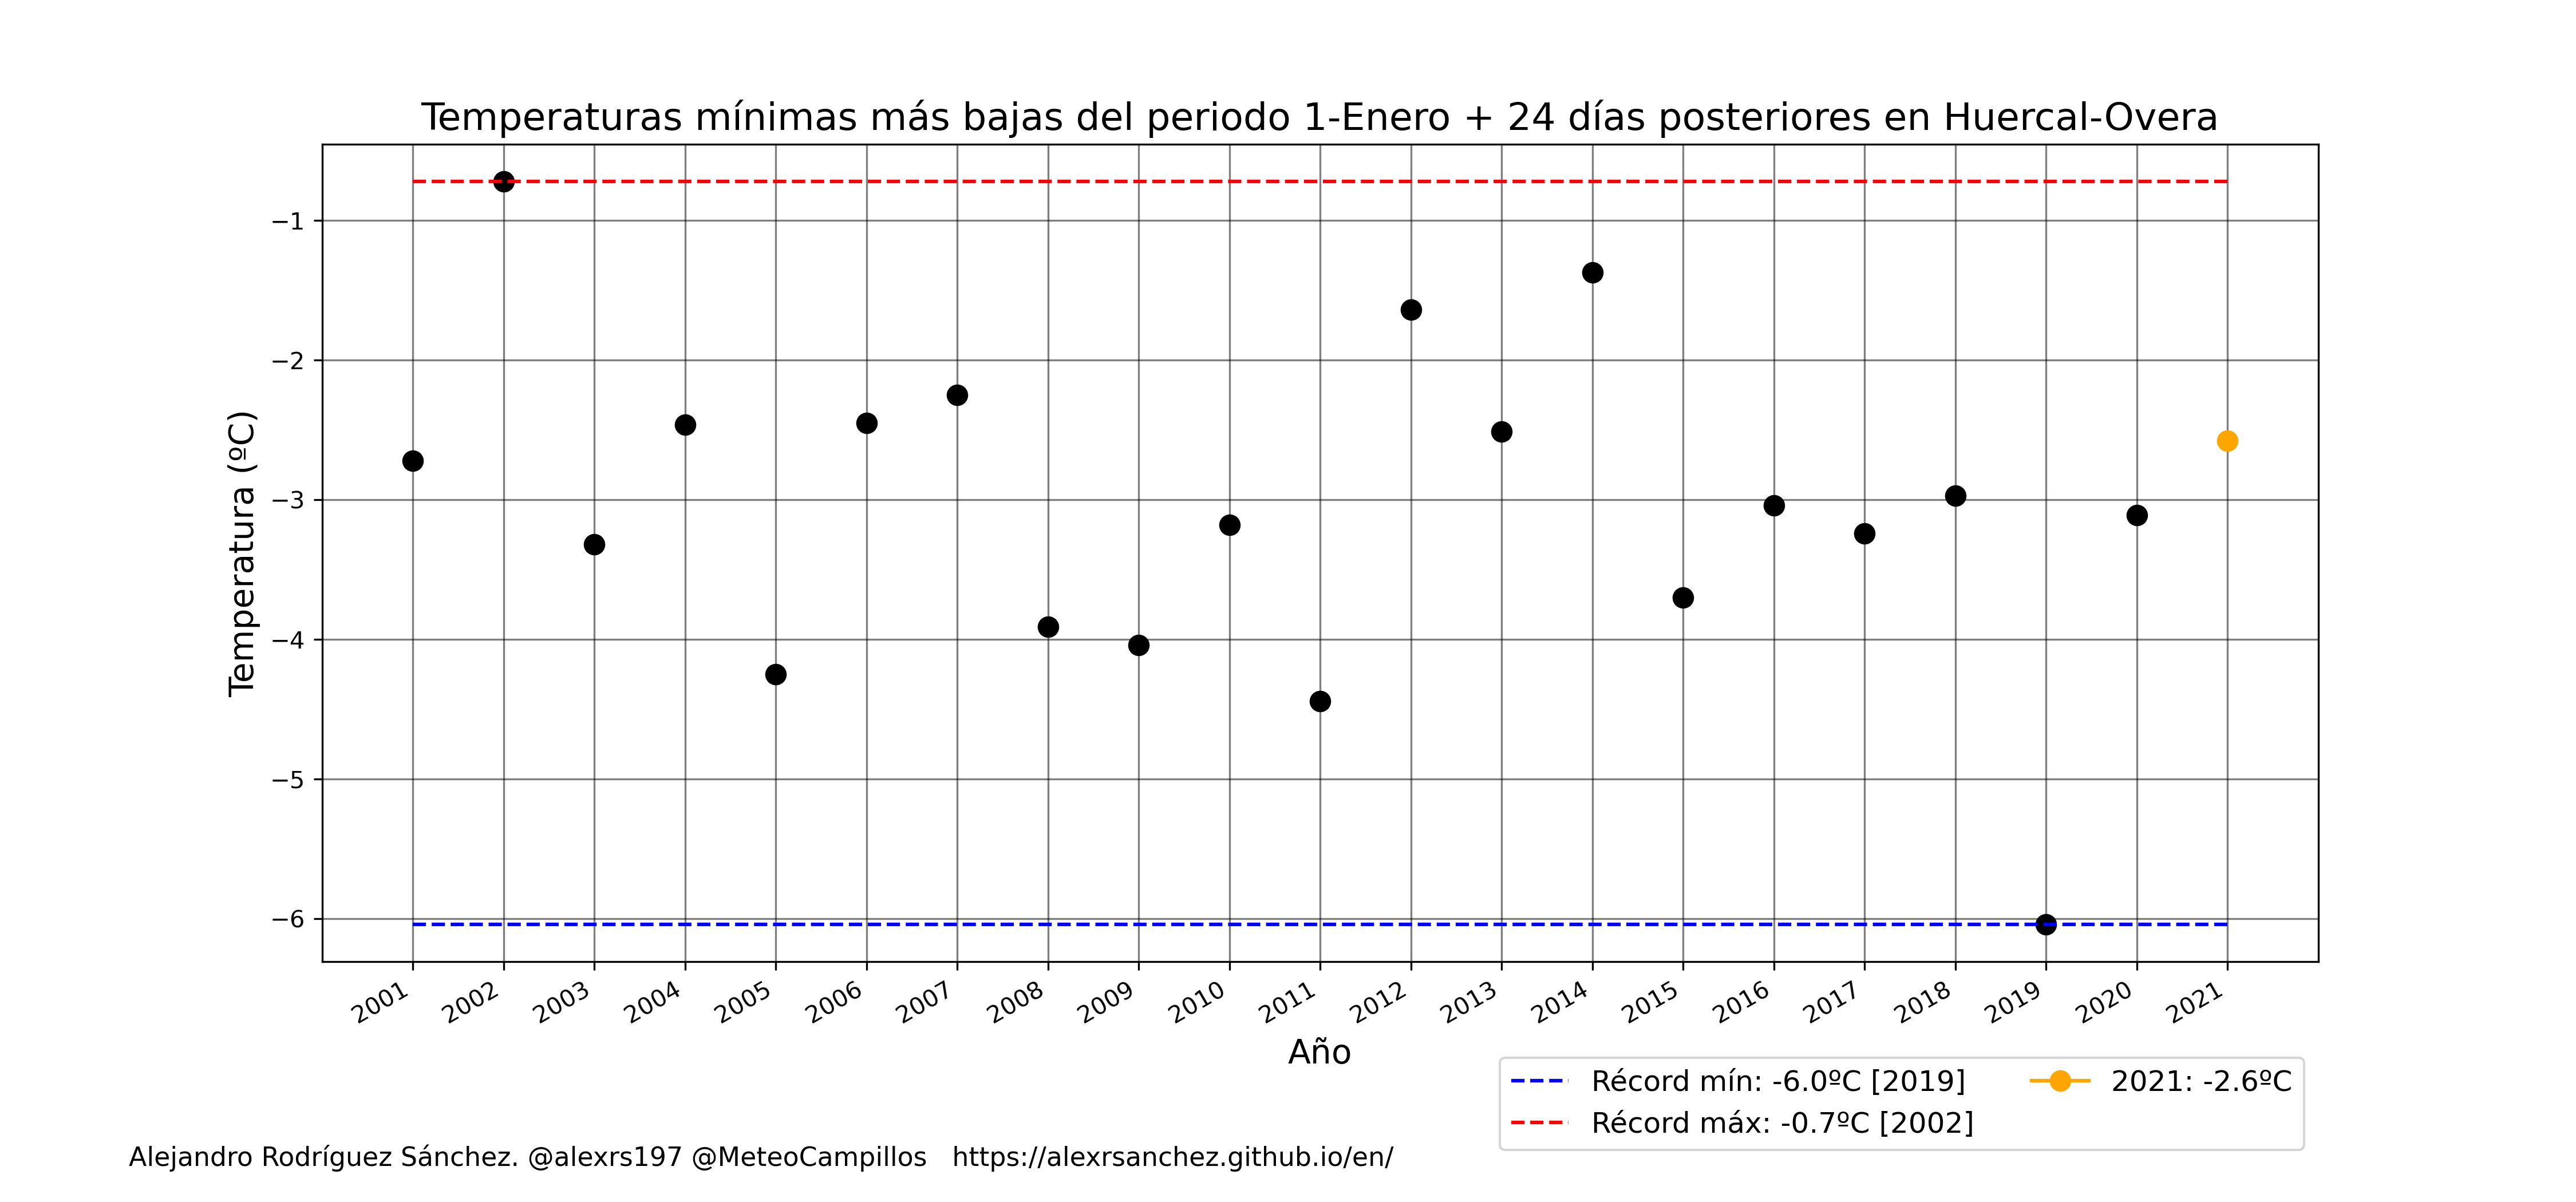 Temperaturas mínimas más bajas del periodo 1-Enero + 24 días posteriores en Huercal-Overa
Temperatura (ºC)
−1
−2
−3
−4
−5
−6
2001 2002 2003 2004 2005 2006 2007 2008 2009 2010 2011 2012 2013 2014 2015 2016 2017 2018 2019 2020 2021
Año
Récord mín: -6.0ºC [2019]
Récord máx: -0.7ºC [2002]
2021: -2.6ºC
Alejandro Rodríguez Sánchez. @alexrs197 @MeteoCampillos https://alexrsanchez.github.io/en/